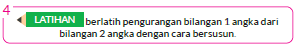 4
LATIHAN berlatih pengurangan bilangan 1 angka dari
bilangan 2 angka dengan cara bersusun.